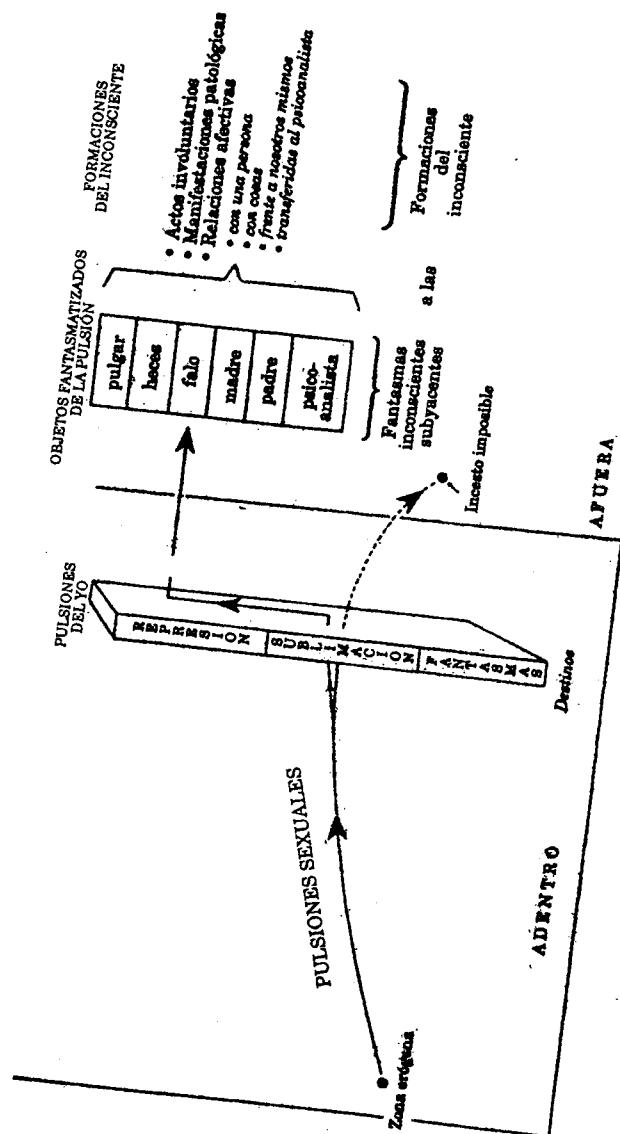 FORMACIONES
DEL INCONSCIENTE
• Actos involuntarios
• Manifestaciones patológicas
• Relaciones afectivas
• con una persona
• con cosas
• frente a nosotros mismos
• transferidas al psicoanalista
Formaciones
del
inconsciente
OBJETOS FANTASMATIZADOS
DE LA PULSIÓN
pulgar
heces
falo
madre
padre
psico-
analista
a las
Fantasmas
inconscientes
subyacentes
Incesto imposible
AFUERA
PULSIONES
DEL YO
REPRESION
SUBLIMACION
FANTASMAS
Destinos
PULSIONES SEXUALES
ADENTRO
Zona erógena